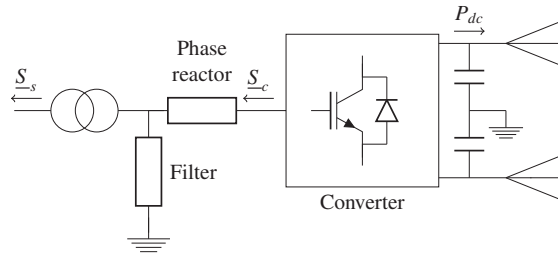 P_dc
Phase
reactor
S_s
S_c
Filter
Converter